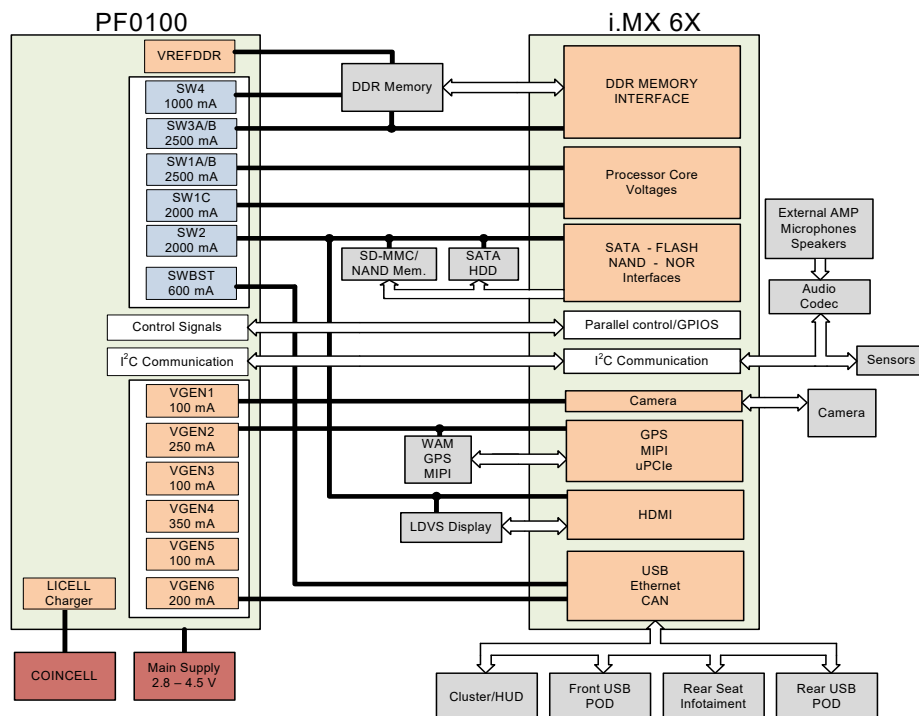 PF0100
i.MX 6X
VREFDDR
SW4
1000 mA
SW3A/B
2500 mA
SW1A/B
2500 mA
SW1C
2000 mA
SW2
2000 mA
SWBST
600 mA
Control Signals
I²C Communication
VGEN1
100 mA
VGEN2
250 mA
VGEN3
100 mA
VGEN4
350 mA
VGEN5
100 mA
VGEN6
200 mA
LICELL
Charger
COINCELL
Main Supply
2.8 – 4.5 V
DDR Memory
SD-MMC/
NAND Mem.
SATA
HDD
WAM
GPS
MIPI
LDVS Display
DDR MEMORY
INTERFACE
Processor Core
Voltages
SATA - FLASH
NAND - NOR
Interfaces
Parallel control/GPIOS
I²C Communication
Camera
GPS
MIPI
uPCIe
HDMI
USB
Ethernet
CAN
External AMP
Microphones
Speakers
Audio
Codec
Sensors
Camera
Cluster/HUD
Front USB
POD
Rear Seat
Infotaiment
Rear USB
POD